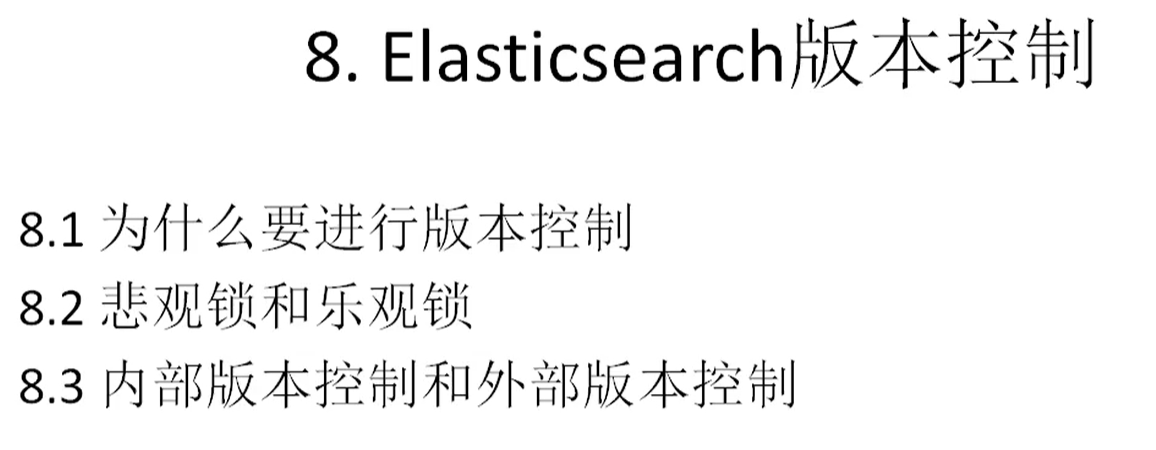 8. Elasticsearch版本控制
8.1 为什么要进行版本控制
8.2 悲观锁和乐观锁
8.3 内部版本控制和外部版本控制